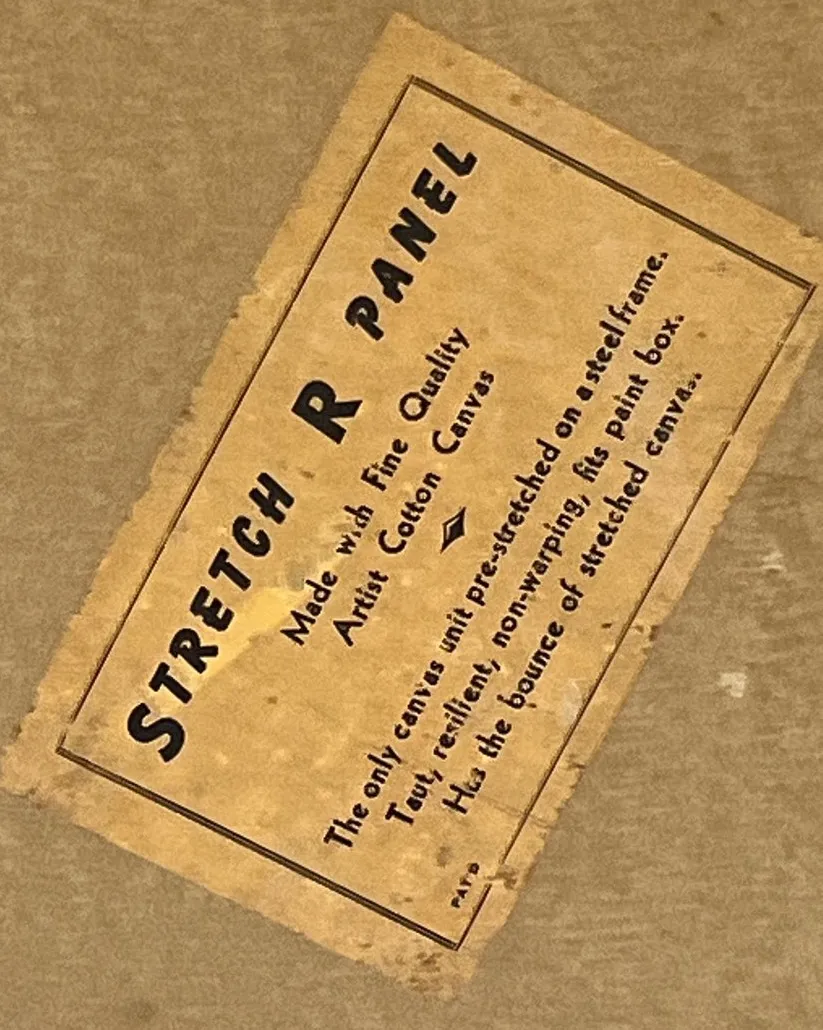 STRETCH R PANEL
Made with Fine Quality
Artist Cotton Canvas
The only canvas unit pre-stretched on a steel frame.
Taut, resilient, non-warping, fits paint box.
Has the bounce of stretched canvas.
PAT'D